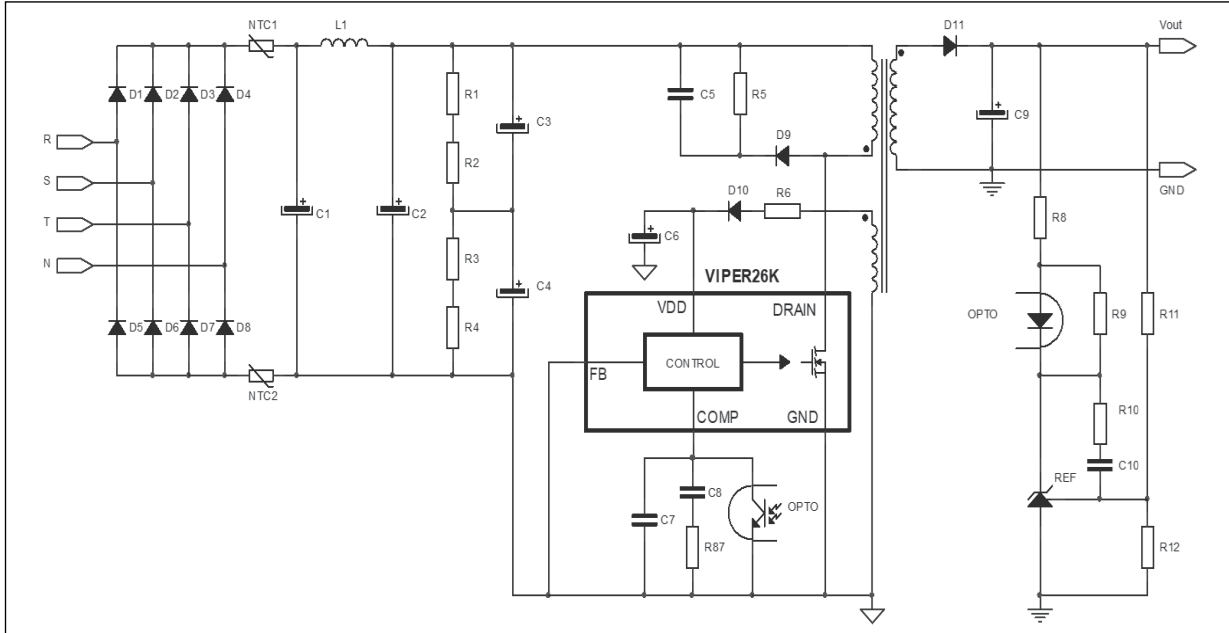 NTC1
L1
D11
Vout
D1
D2
D3
D4
R1
C5
R5
C3
C9
R
D9
R2
S
GND
D10
R6
C1
C2
T
R8
C6
R3
N
VIPER26K
C4
VDD
DRAIN
R9
R11
D5
D6
D7
D8
R4
OPTO
CONTROL
FB
NTC2
COMP
GND
R10
C10
C8
REF
OPTO
C7
R87
R12